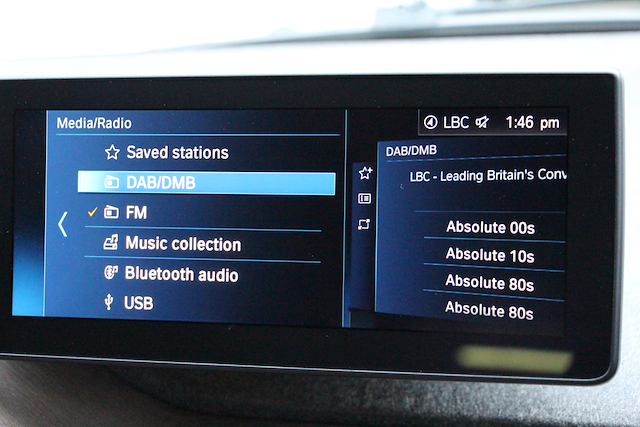 Media/Radio
Saved stations
DAB/DMB
FM
Music collection
Bluetooth audio
USB
LBC 1:46 pm
DAB/DMB
LBC - Leading Britain's Conv
Absolute 00s
Absolute 10s
Absolute 80s
Absolute 80s